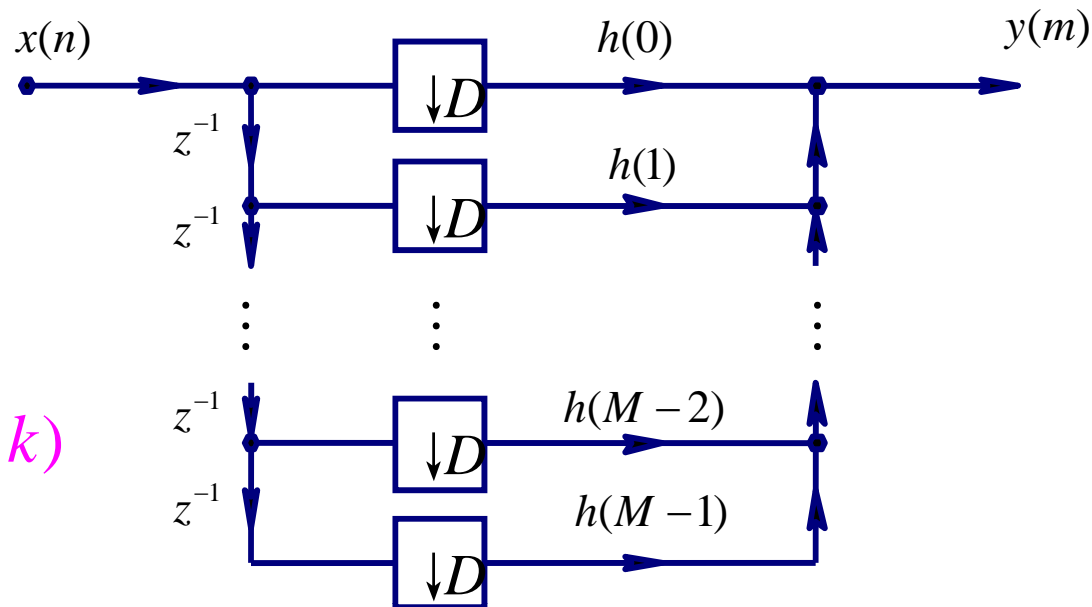 x(n) h(0) y(m)
↓D
z⁻¹
h(1)
↓D
z⁻¹
⋮ ⋮ ⋮
z⁻¹ h(M − 2)
k) ↓D
z⁻¹ h(M − 1)
↓D